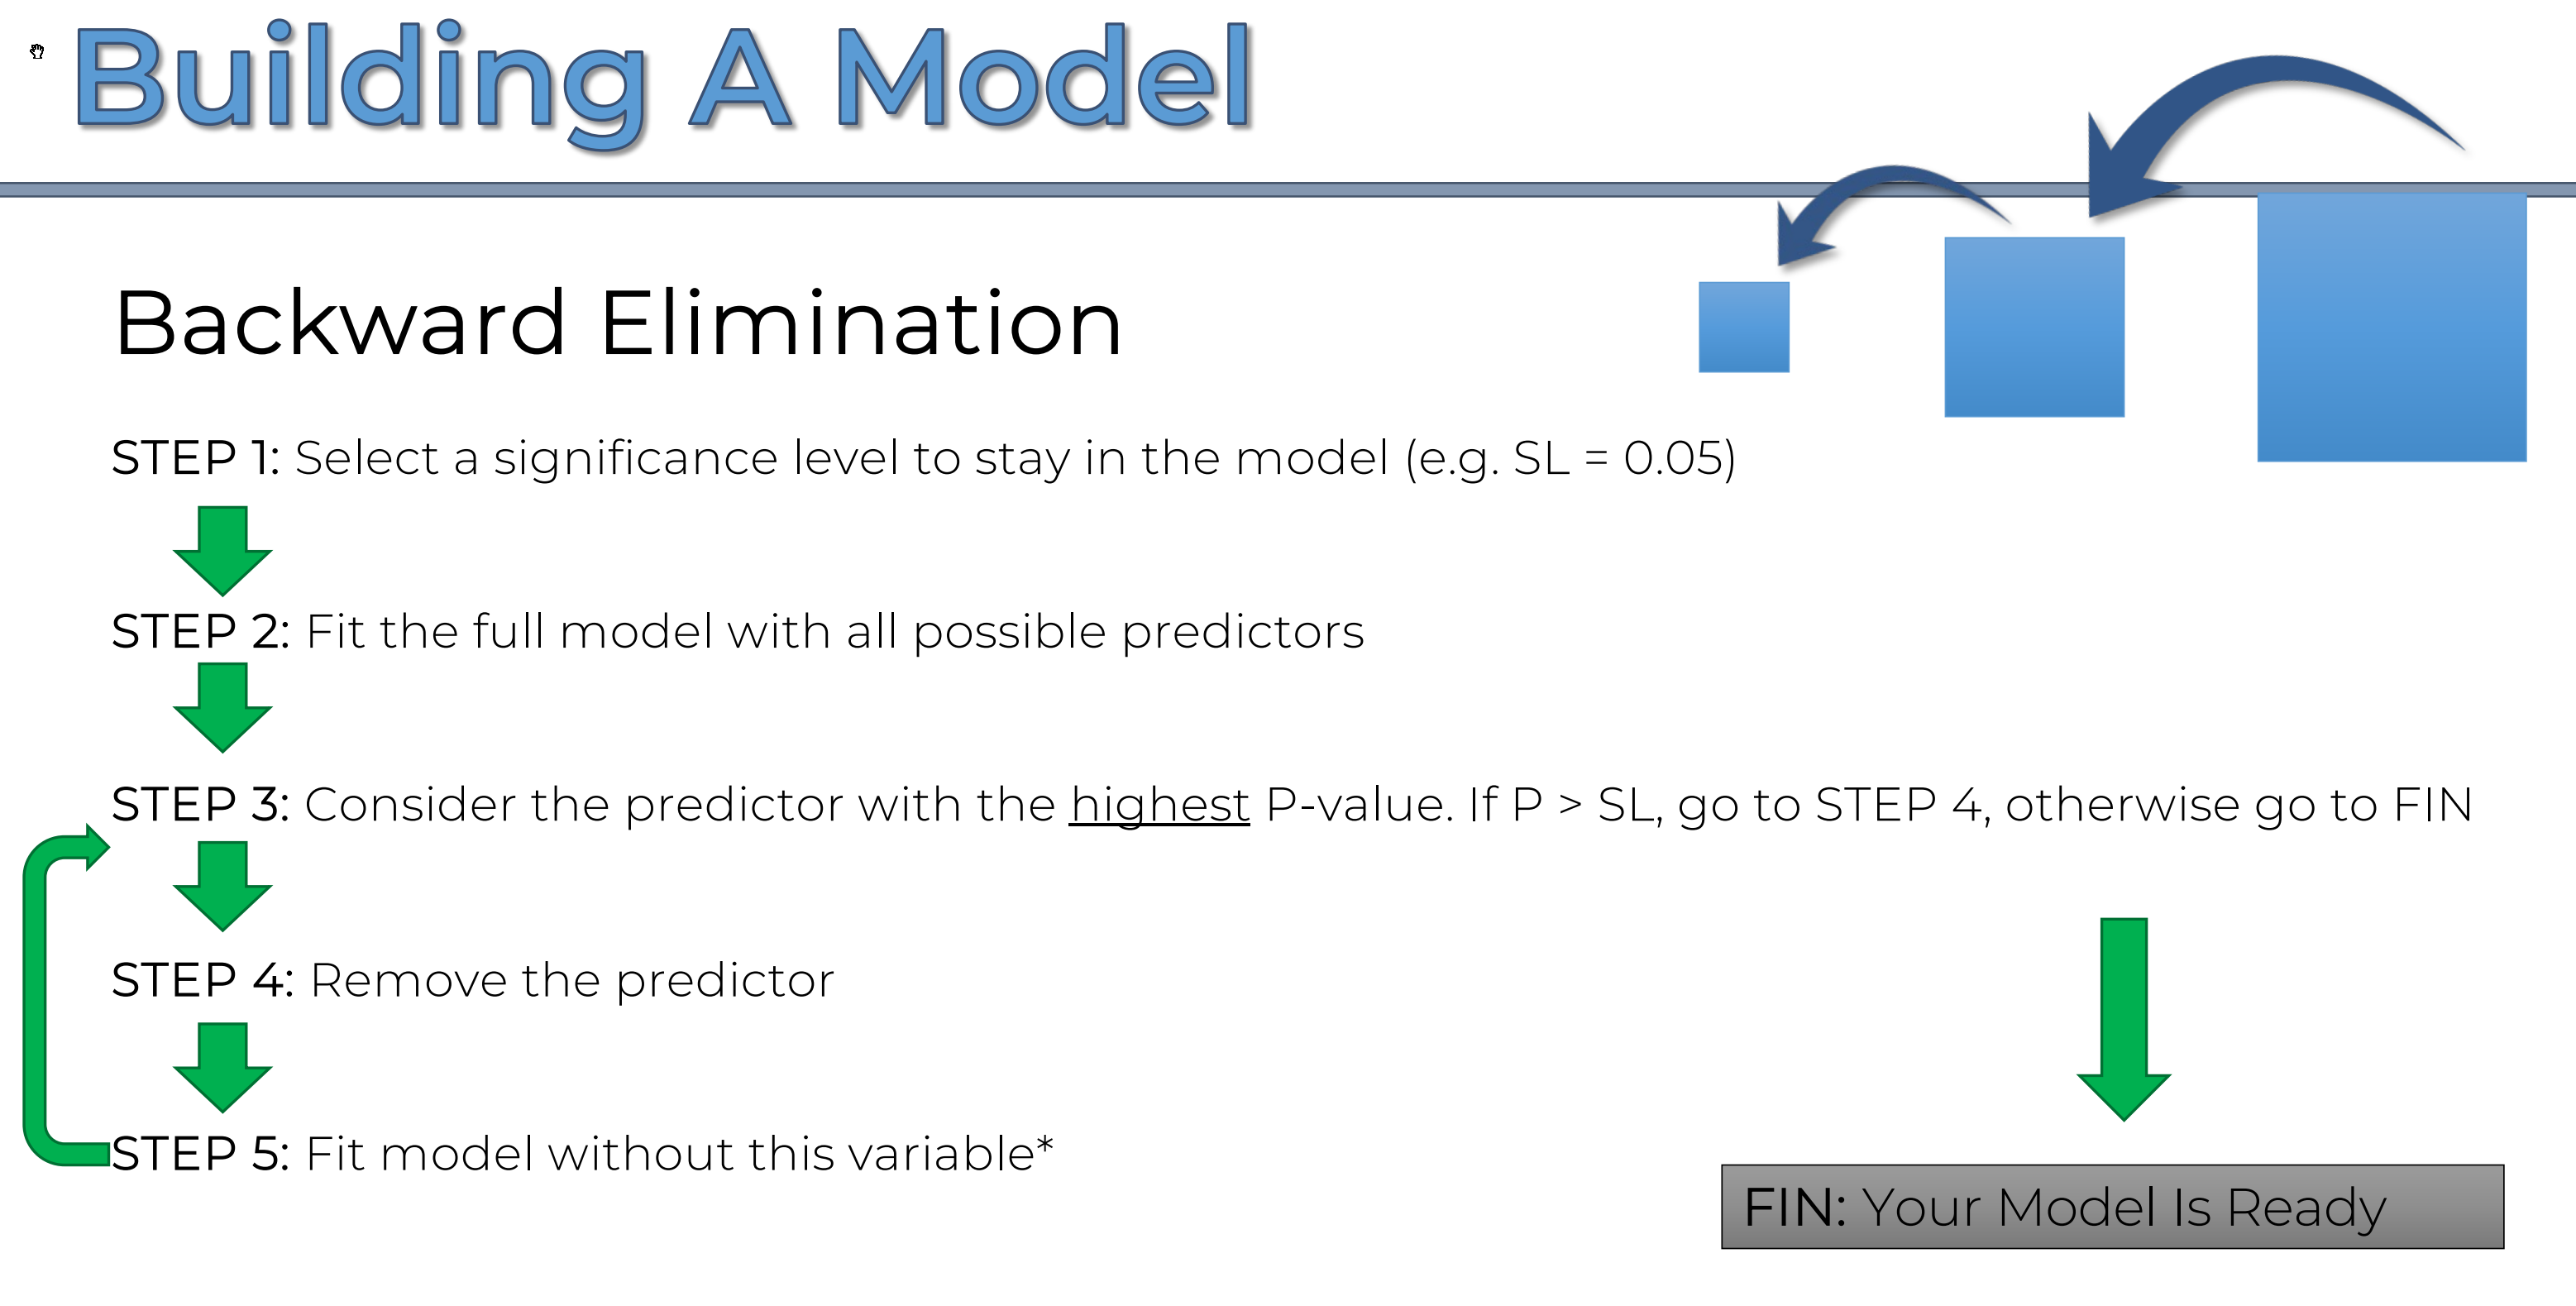 Building A Model
Backward Elimination
STEP 1: Select a significance level to stay in the model (e.g. SL = 0.05)
STEP 2: Fit the full model with all possible predictors
STEP 3: Consider the predictor with the highest P-value. If P > SL, go to STEP 4, otherwise go to FIN
STEP 4: Remove the predictor
STEP 5: Fit model without this variable*
FIN: Your Model Is Ready